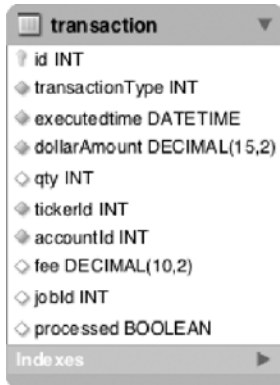 transaction
id INT
transactionType INT
executedtime DATETIME
dollarAmount DECIMAL(15,2)
qty INT
tickerId INT
accountId INT
fee DECIMAL(10,2)
jobId INT
processed BOOLEAN
Indexes